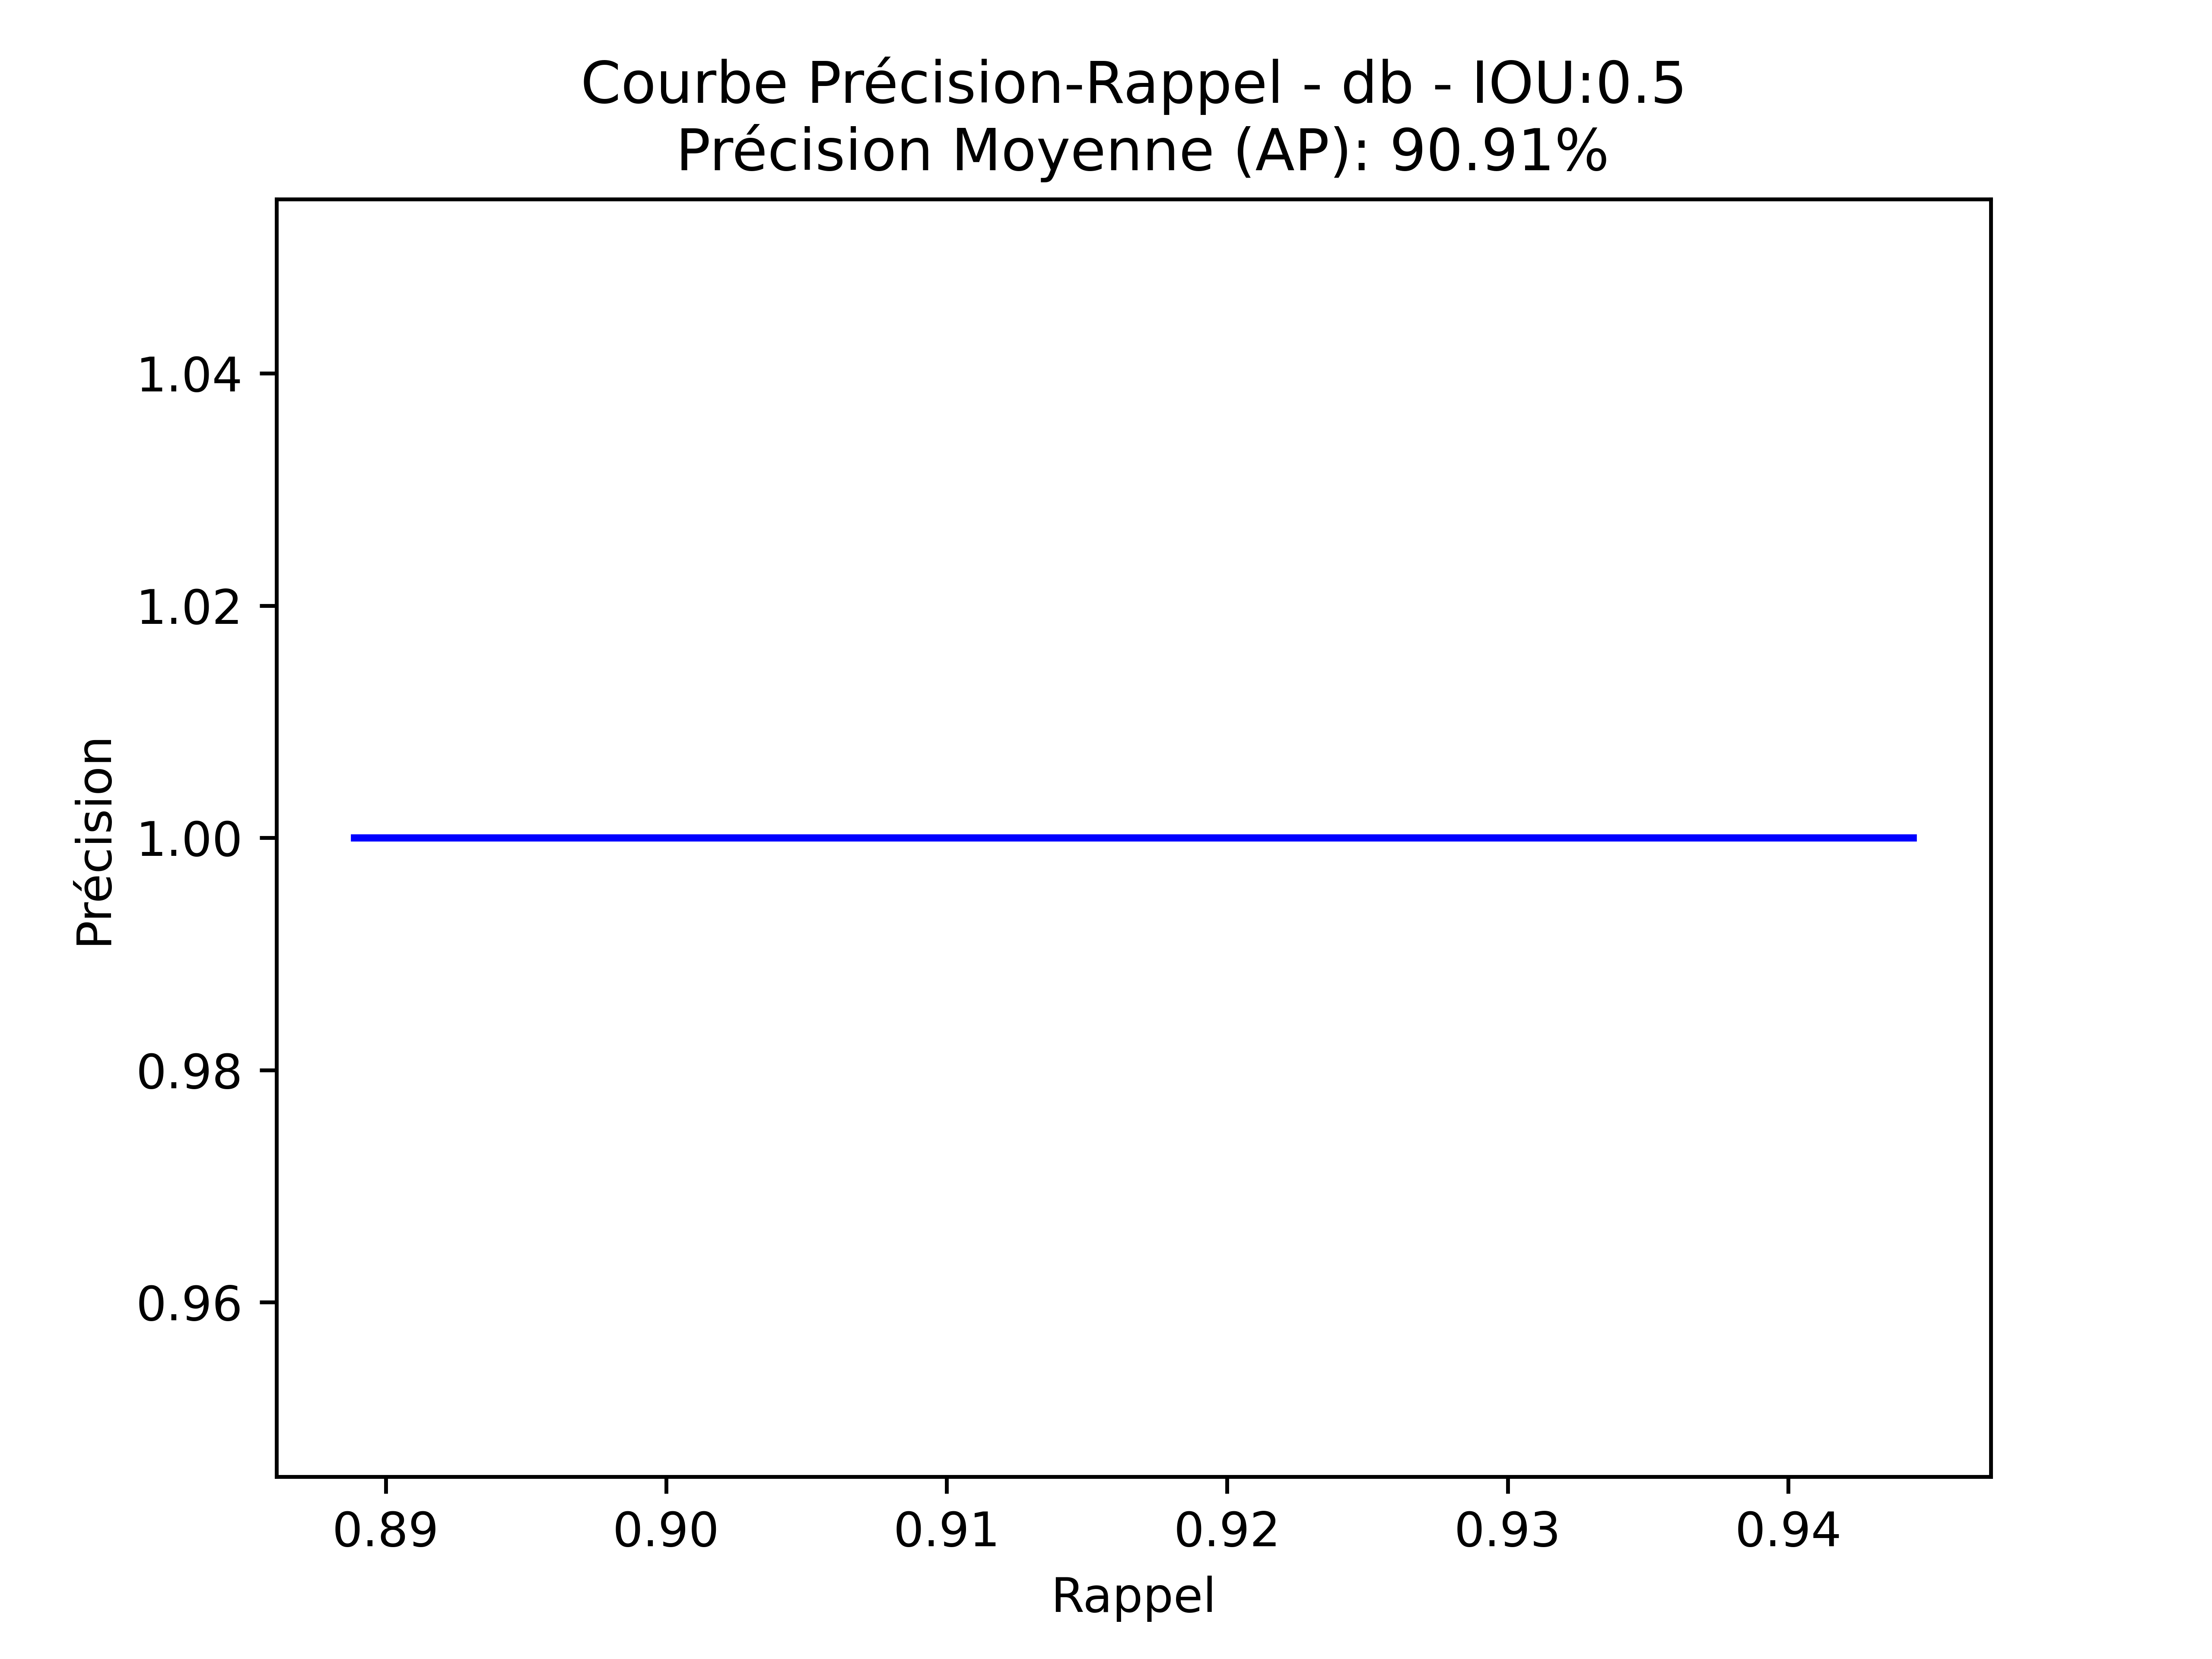 Courbe Précision-Rappel - db - IOU:0.5
Précision Moyenne (AP): 90.91%
1.04
1.02
1.00
0.98
0.96
Précision
0.89 0.90 0.91 0.92 0.93 0.94
Rappel